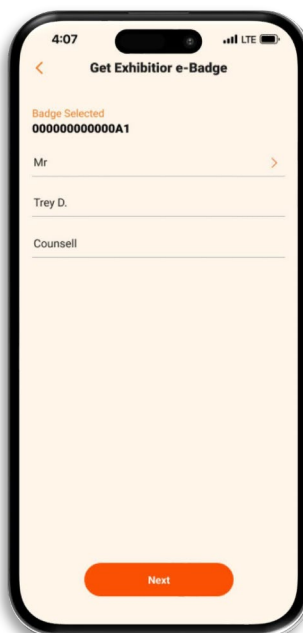 4:07 LTE
Get Exhibitior e-Badge
Badge Selected
000000000000A1
Mr
Trey D.
Counsell
Next